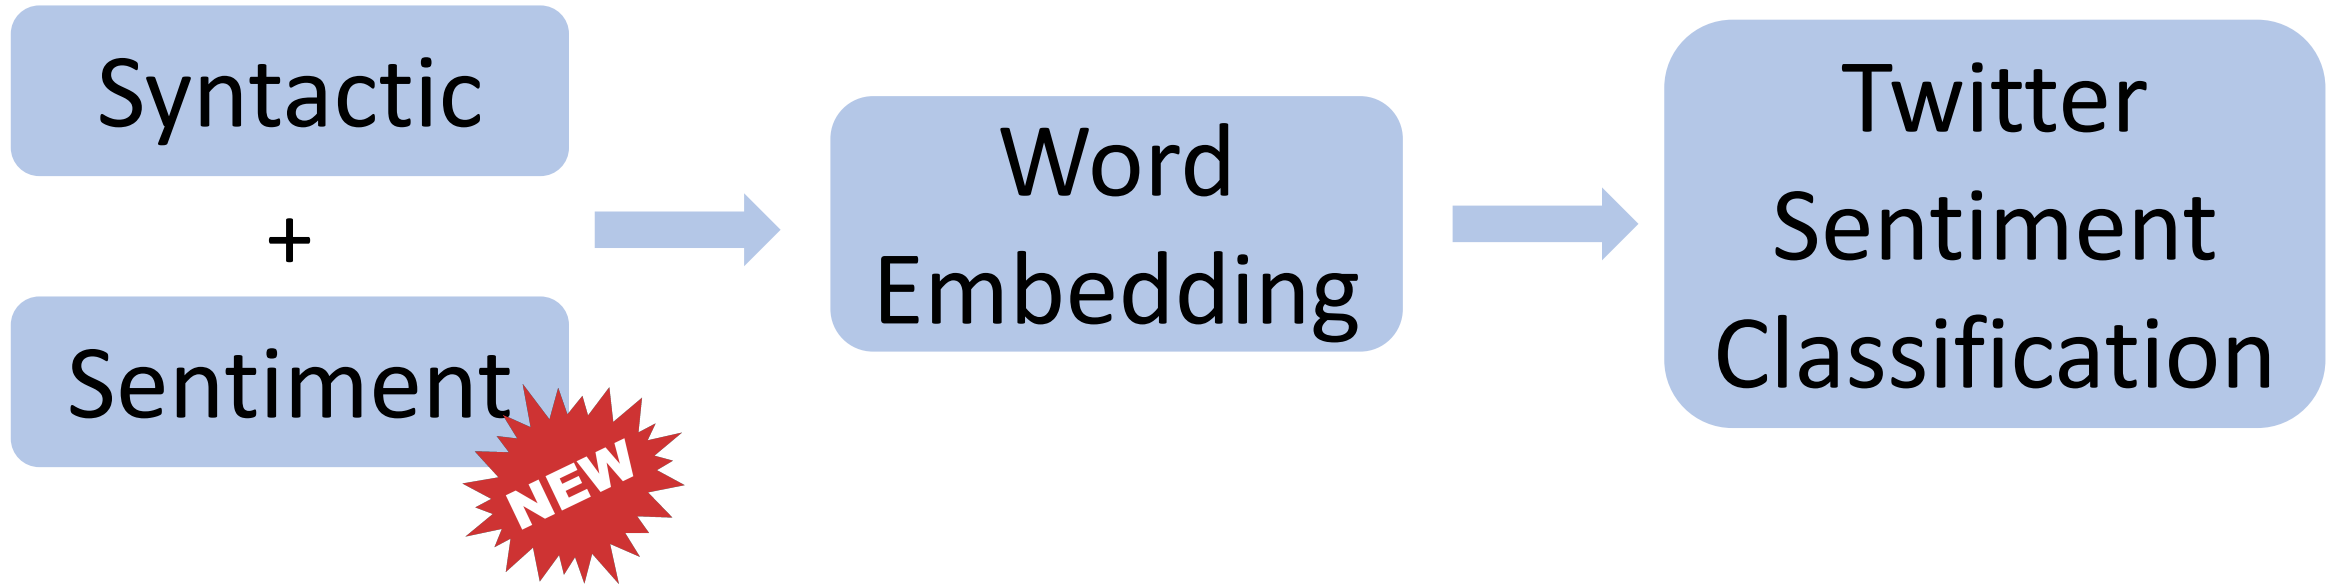 Syntactic
+
Sentiment
NEW
Word
Embedding
Twitter
Sentiment
Classification